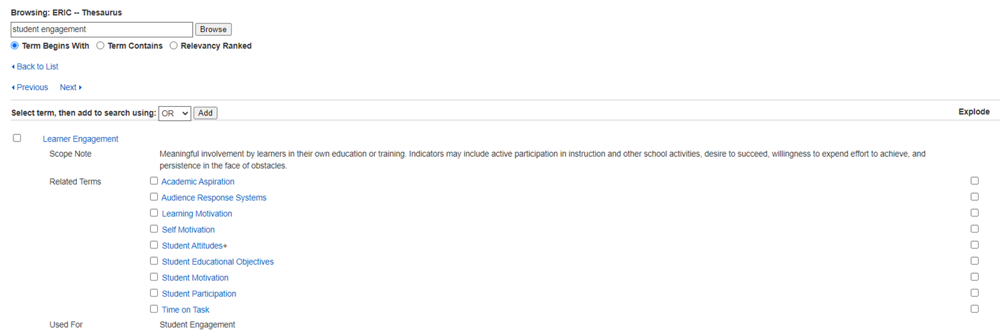 Browsing: ERIC -- Thesaurus
student engagement Browse
Term Begins With Term Contains Relevancy Ranked
Back to List
Previous Next
Select term, then add to search using: OR Add Explode
Learner Engagement
Scope Note Meaningful involvement by learners in their own education or training. Indicators may include active participation in instruction and other school activities, desire to succeed, willingness to expend effort to achieve, and
persistence in the face of obstacles.
Related Terms Academic Aspiration
Audience Response Systems
Learning Motivation
Self Motivation
Student Attitudes+
Student Educational Objectives
Student Motivation
Student Participation
Time on Task
Used For Student Engagement